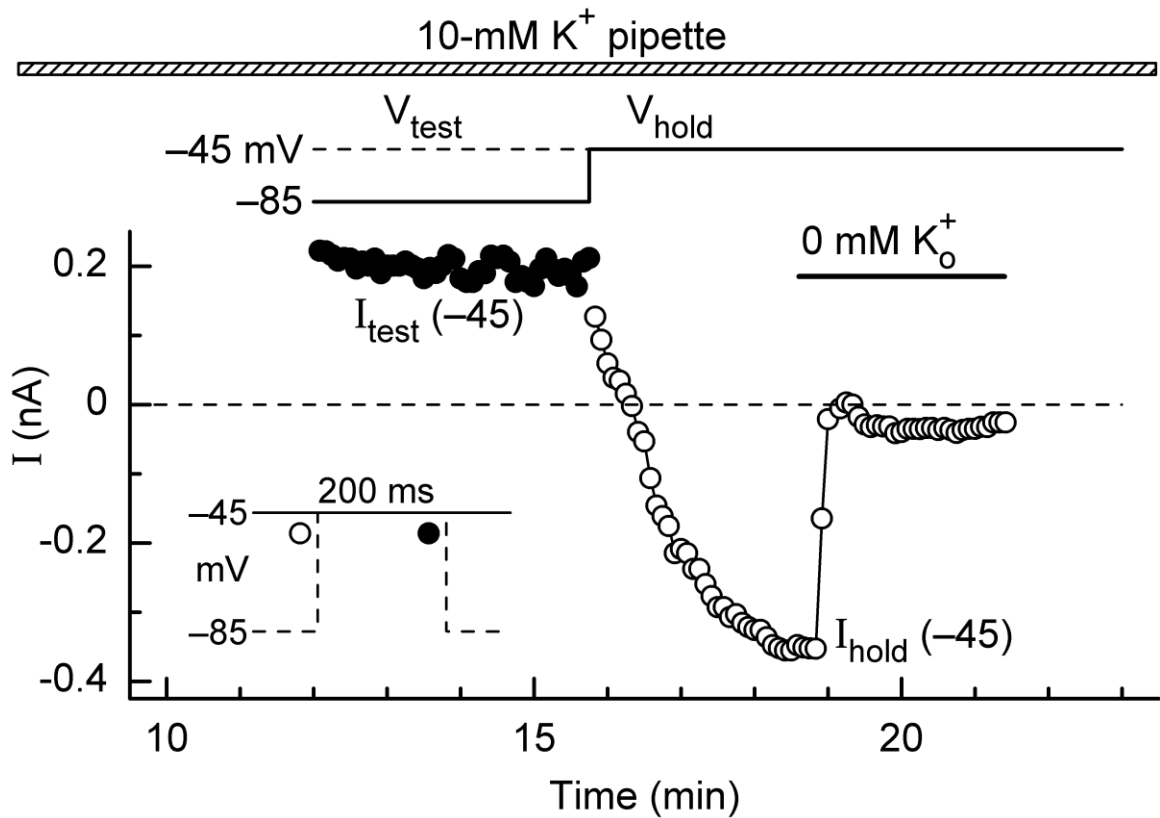 10-mM K+ pipette
Vtest Vhold
–45 mV
–85
0 mM Ko+
0.2
Itest (–45)
0
I (nA)
200 ms
–45
-0.2
mV
–85
Ihold (–45)
-0.4
10 15 20
Time (min)